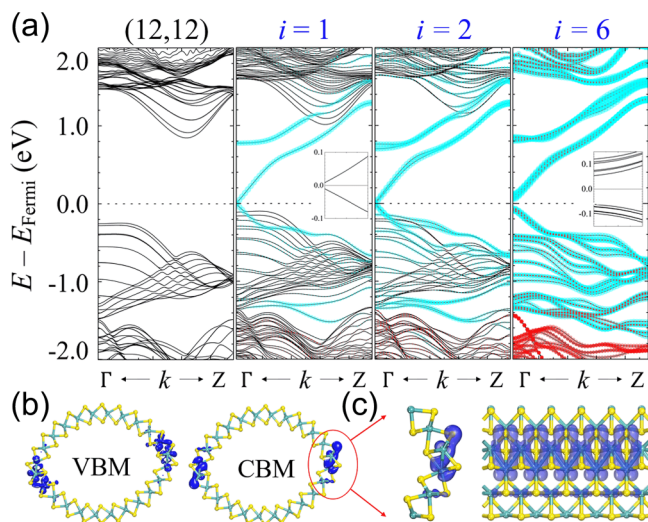 (a)
(12,12)
i = 1
i = 2
i = 6
E − E_Fermi (eV)
2.0
1.0
0.0
-1.0
-2.0
0.1
0.0
-0.1
0.1
0.0
-0.1
Γ ← k → Z
Γ ← k → Z
Γ ← k → Z
Γ ← k → Z
(b)
VBM
CBM
(c)